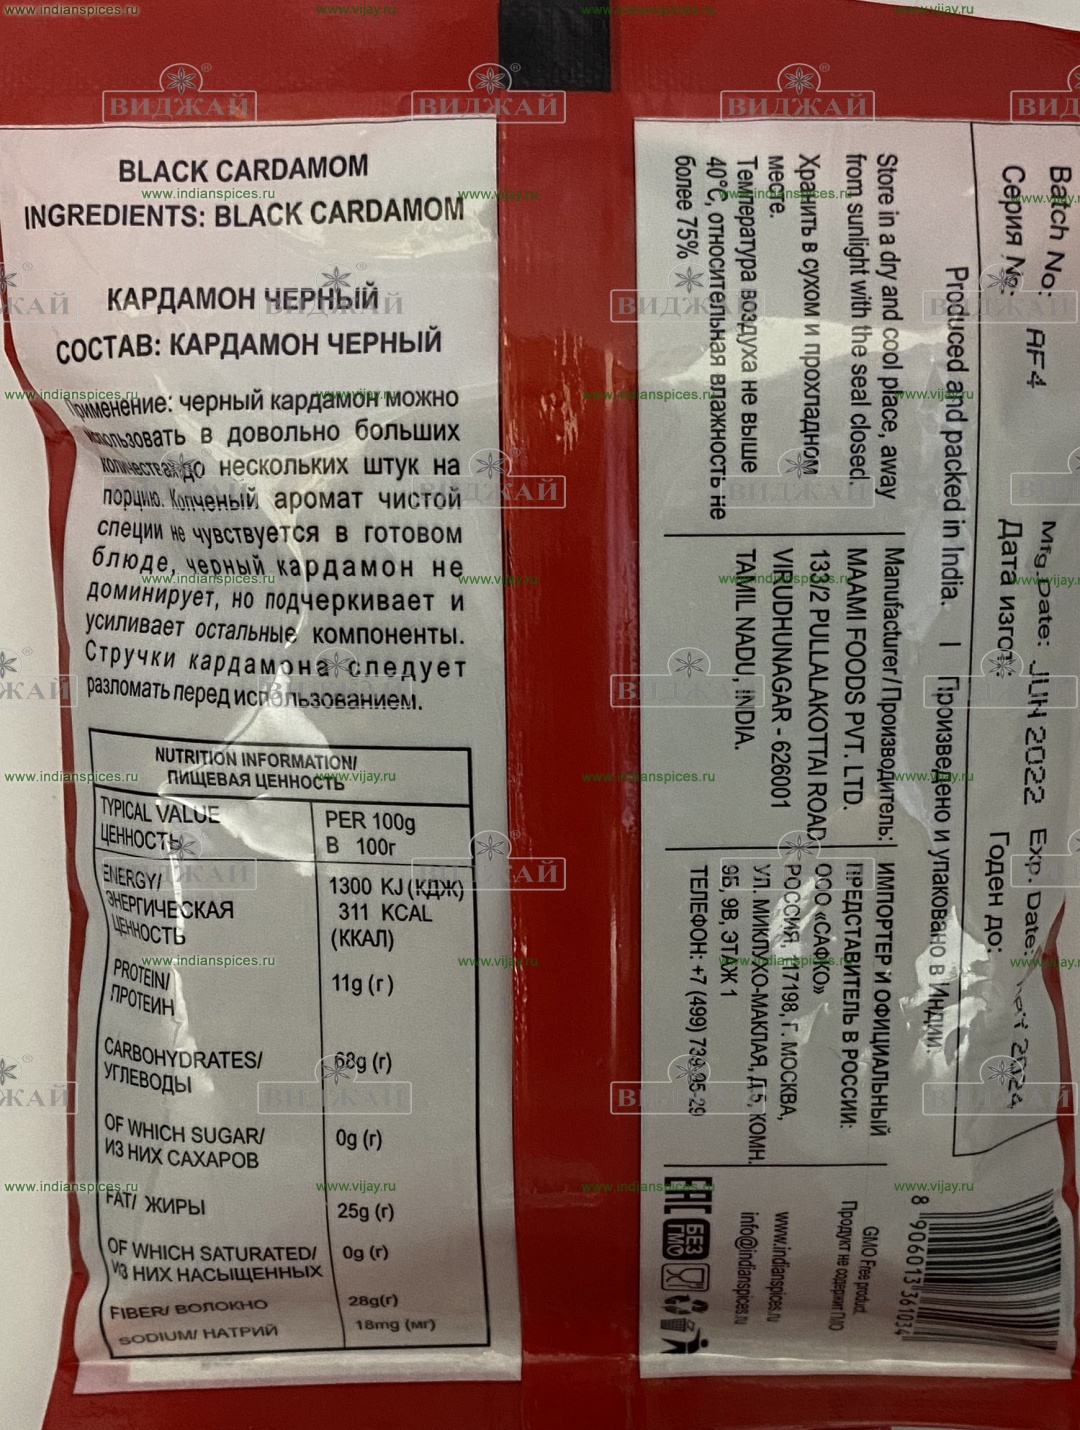 BLACK CARDAMOM
INGREDIENTS: BLACK CARDAMOM
КАРДАМОН ЧЕРНЫЙ
СОСТАВ: КАРДАМОН ЧЕРНЫЙ
Применение: черный кардамон можно
использовать в довольно больших
количествах до нескольких штук на
порцию. Копченый аромат чистой
специи не чувствуется в готовом
блюде, черный кардамон не
доминирует, но подчеркивает и
усиливает остальные компоненты.
Стручки кардамона следует
разломать перед использованием.
NUTRITION INFORMATION/
ПИЩЕВАЯ ЦЕННОСТЬ
TYPICAL VALUE
ЦЕННОСТЬ
PER 100g
В 100г
ENERGY/
ЭНЕРГИЧЕСКАЯ
ЦЕННОСТЬ
1300 KJ (КДЖ)
311 KCAL
(ККАЛ)
PROTEIN/
ПРОТЕИН
11g (г)
CARBOHYDRATES/
УГЛЕВОДЫ
68g (г)
OF WHICH SUGAR/
ИЗ НИХ САХАРОВ
0g (г)
FAT/ ЖИРЫ
25g (г)
OF WHICH SATURATED/
ИЗ НИХ НАСЫЩЕННЫХ
0g (г)
FIBER/ ВОЛОКНО
28g(г)
SODIUM/ НАТРИЙ
18mg (мг)
Batch No: AF4 Mfg.Date: JUN 2022 Exp. Date: 2024
Серия No: Дата изгот: Годен до:
Produced and packed in India. | Произведено и упаковано в Индии.
Store in a dry and cool place, away
from sunlight with the seal closed.
Хранить в сухом и прохладном
месте.
Температура воздуха не выше
40°C, относительная влажность не
более 75%
Manufacturer/Производитель:
MAAMI FOODS PVT. LTD.
133/2 PULLALAKOTTAI ROAD
VIRUDHUNAGAR - 626001
TAMIL NADU, INDIA.
ИМПОРТЕР И ОФИЦИАЛЬНЫЙ
ПРЕДСТАВИТЕЛЬ В РОССИИ:
ООО «САФКО»
РОССИЯ, 117198, Г. МОСКВА,
УЛ. МИКЛУХО-МАКЛАЯ, Д.5, КОМН.
9Б, 9В, ЭТАЖ 1
ТЕЛЕФОН: +7 (499) 739-95-29
GMO Free product
Продукт не содержит ГМО
www.indianspices.ru
info@indianspices.ru
EAC
БЕЗ
ГМО
8 906013 361034
ВИДЖАЙ
www.indianspices.ru
www.vijay.ru